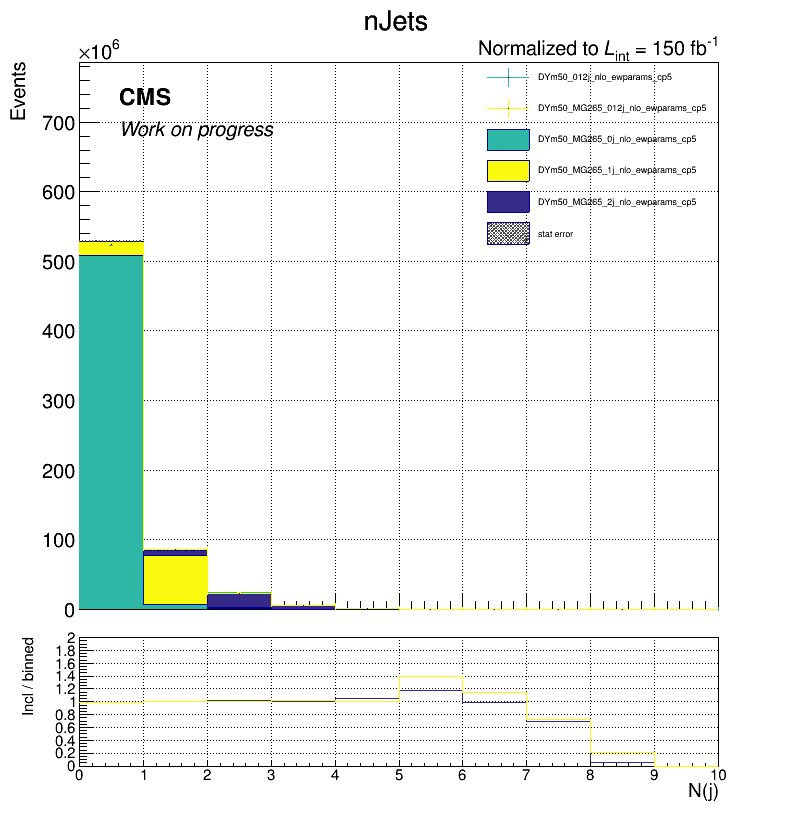 nJets
×10⁶
Normalized to Lint = 150 fb⁻¹
Events
CMS
Work on progress
DYm50_012j_nlo_ewparams_cp5
DYm50_MG265_012j_nlo_ewparams_cp5
DYm50_MG265_0j_nlo_ewparams_cp5
DYm50_MG265_1j_nlo_ewparams_cp5
DYm50_MG265_2j_nlo_ewparams_cp5
stat error
700
600
500
400
300
200
100
0
Incl / binned
2
1.8
1.6
1.4
1.2
1
0.8
0.6
0.4
0.2
0
0 1 2 3 4 5 6 7 8 9 10
N(j)